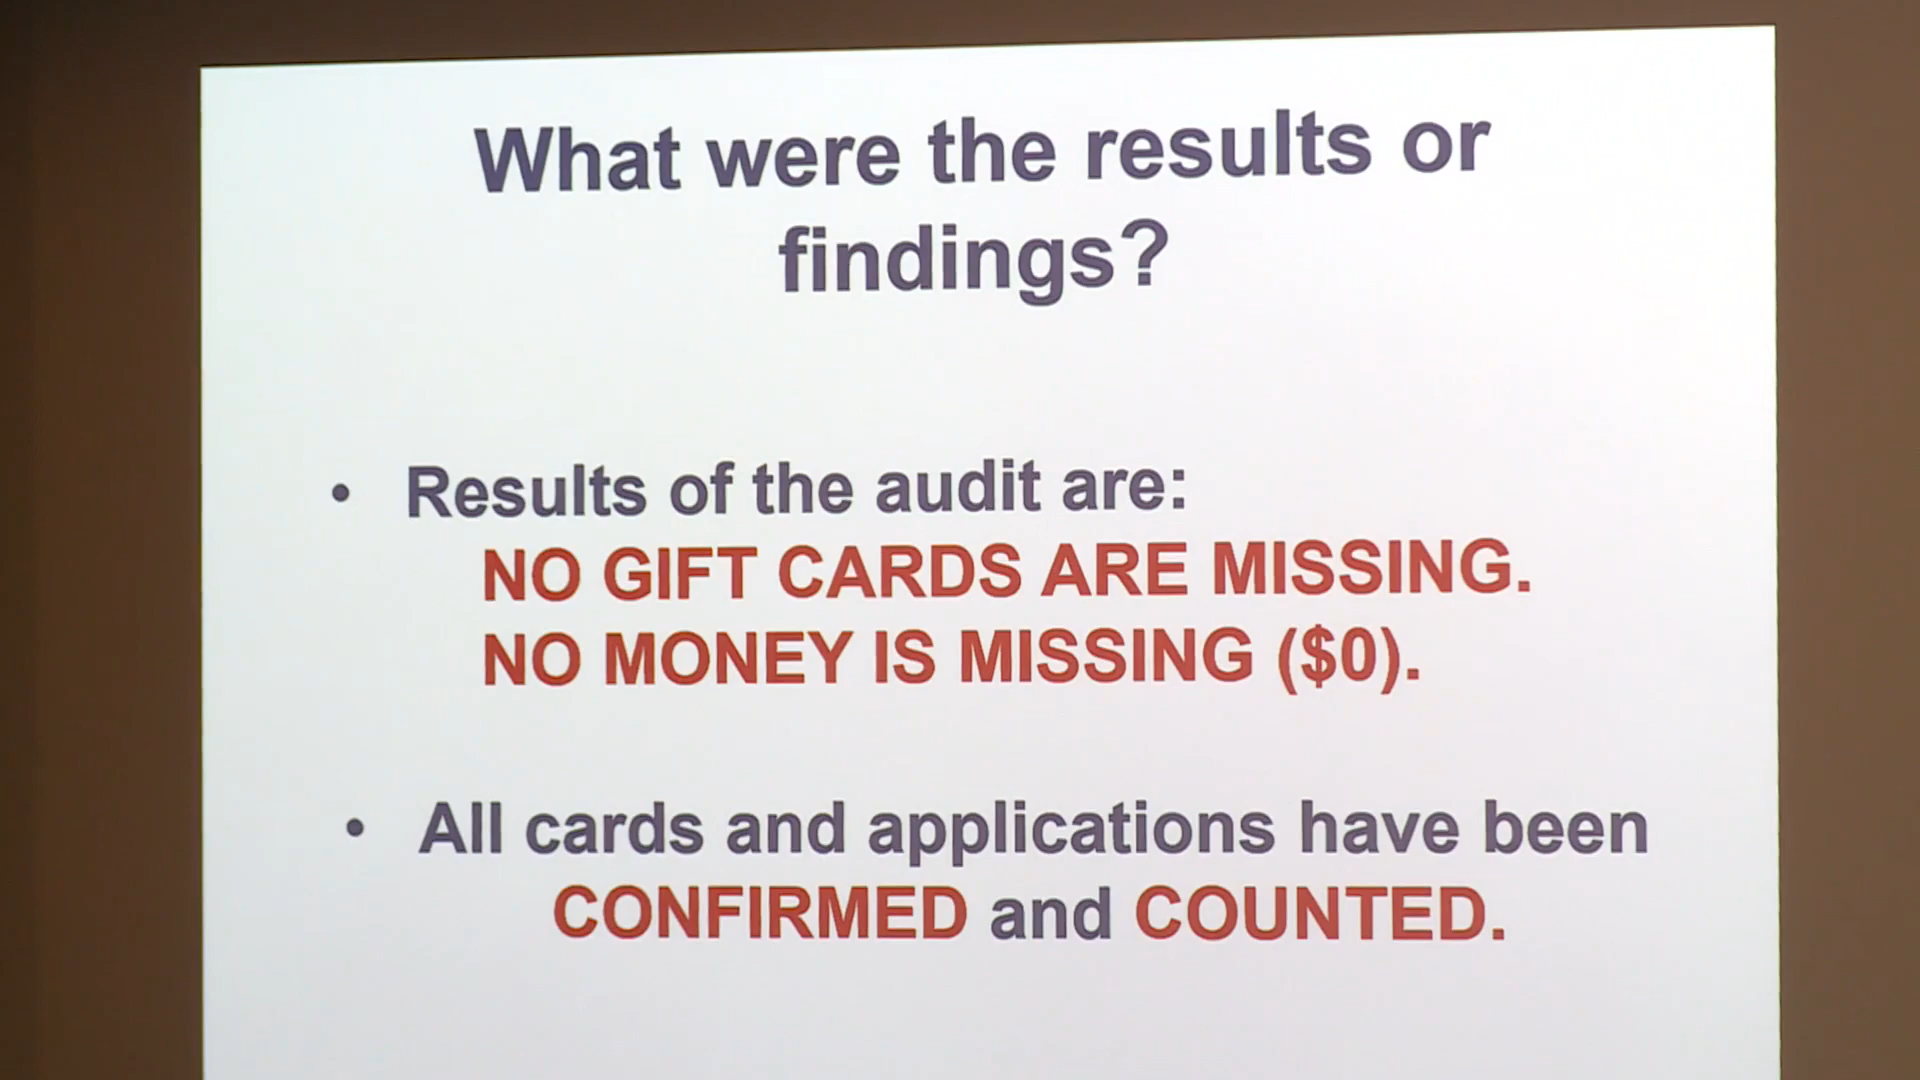 What were the results or
findings?
• Results of the audit are:
NO GIFT CARDS ARE MISSING.
NO MONEY IS MISSING ($0).
• All cards and applications have been
CONFIRMED and COUNTED.